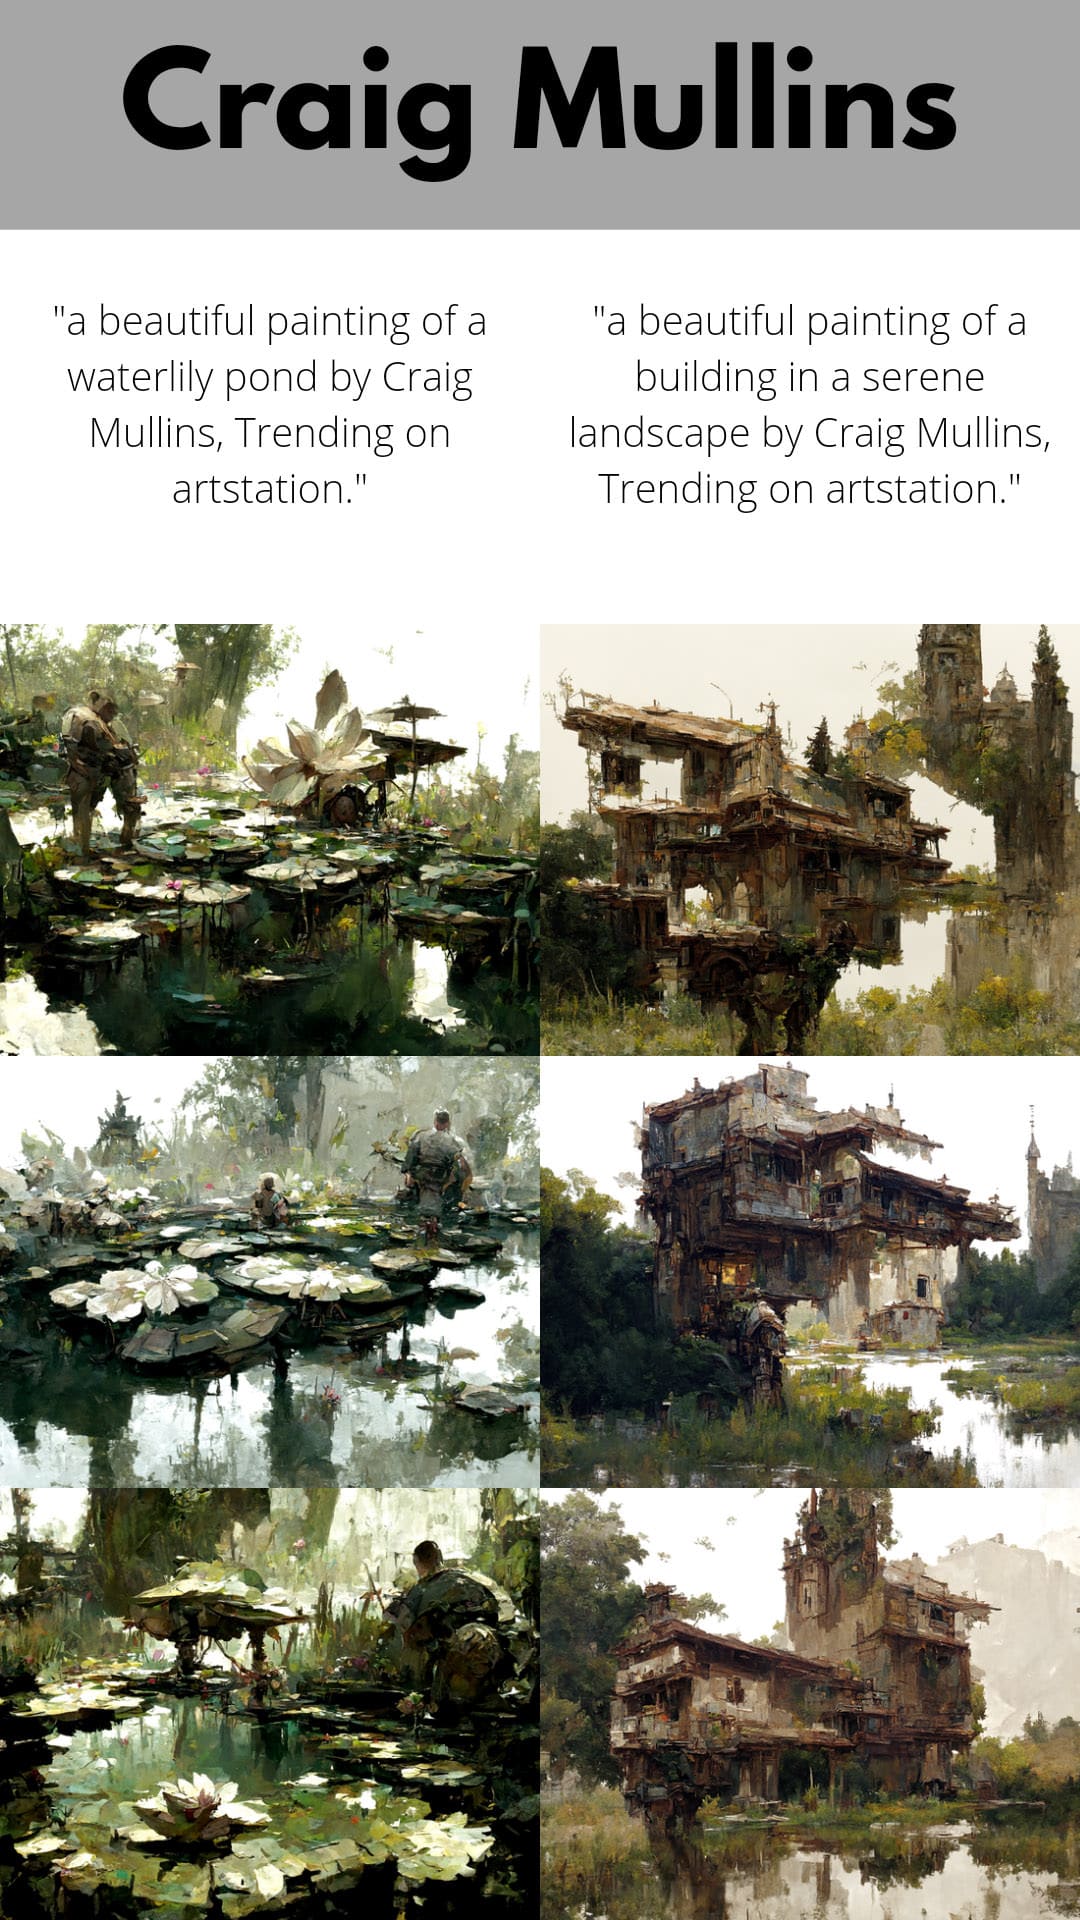 Craig Mullins
"a beautiful painting of a
waterlily pond by Craig
Mullins, Trending on
artstation."
"a beautiful painting of a
building in a serene
landscape by Craig Mullins,
Trending on artstation."